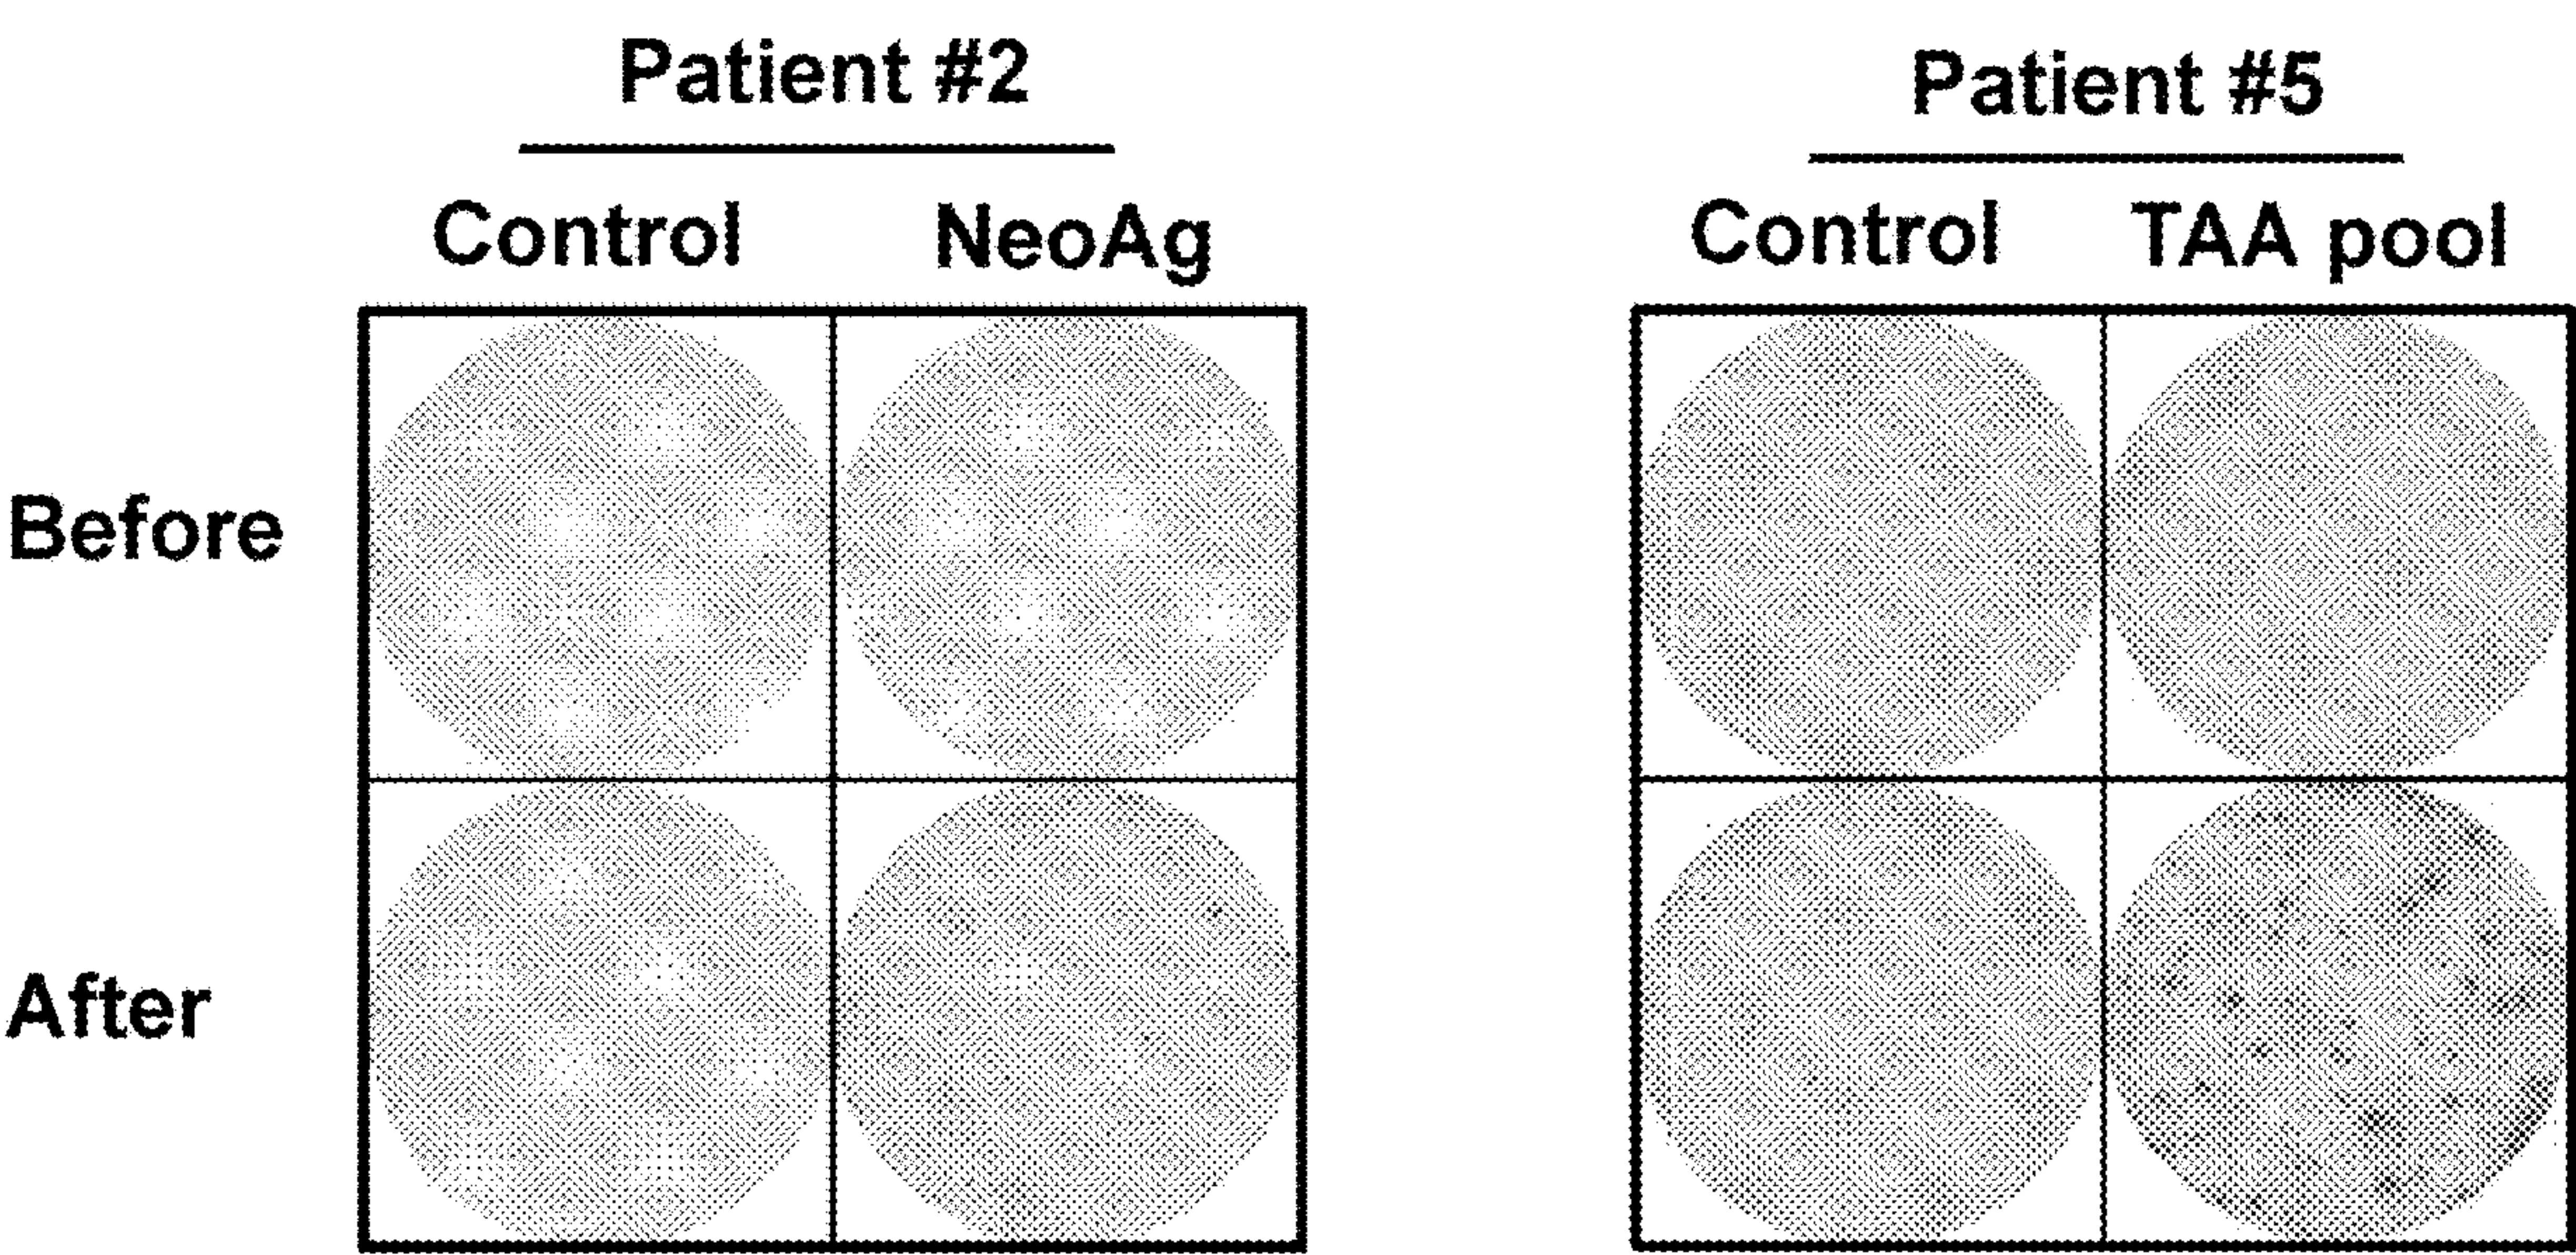 Patient #2 Patient #5
Control NeoAg Control TAA pool
Before
After